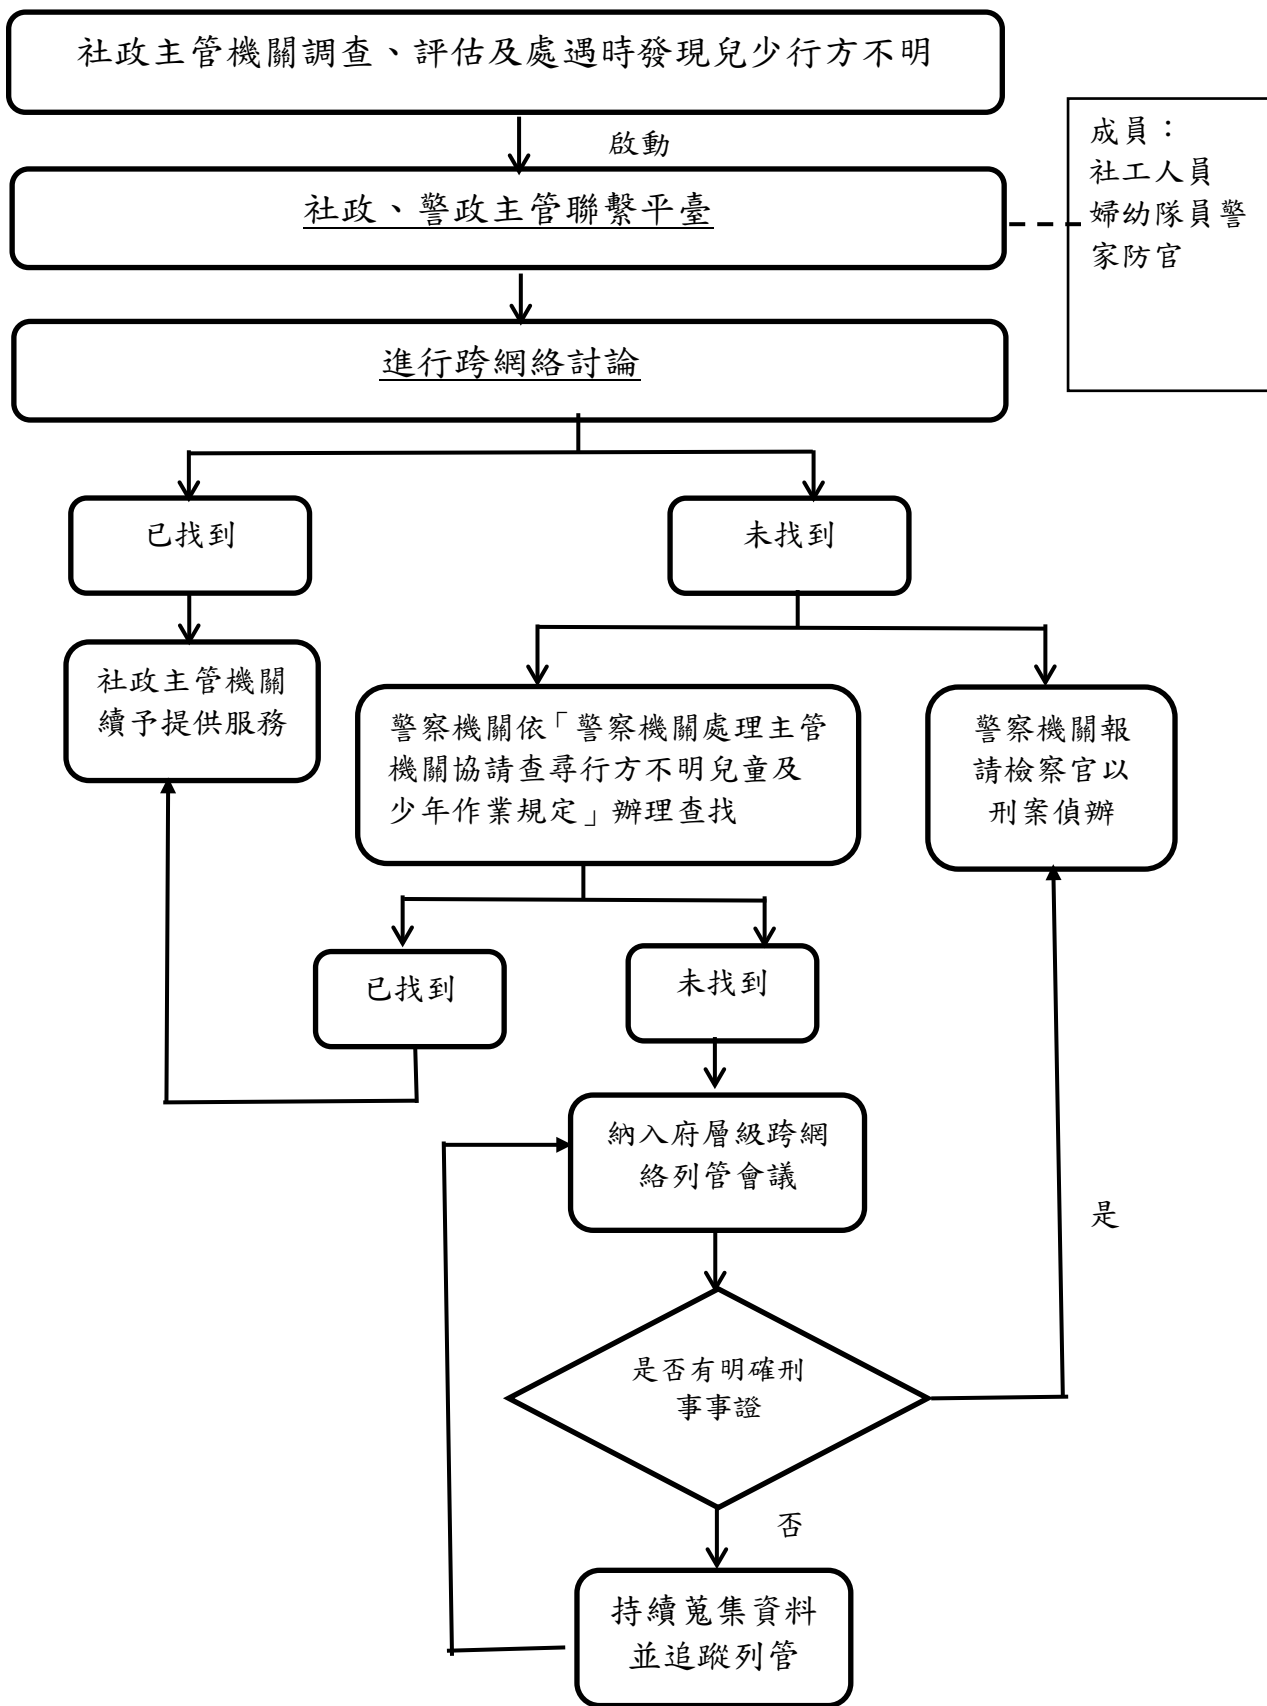 社政主管機關調查、評估及處遇時發現兒少行方不明
啟動
社政、警政主管聯繫平臺
成員：
社工人員
婦幼隊員警
家防官
進行跨網絡討論
已找到
未找到
社政主管機關
續予提供服務
警察機關依「警察機關處理主管
機關協請查尋行方不明兒童及
少年作業規定」辦理查找
警察機關報
請檢察官以
刑案偵辦
已找到
未找到
納入府層級跨網
絡列管會議
是
是否有明確刑
事事證
否
持續蒐集資料
並追蹤列管